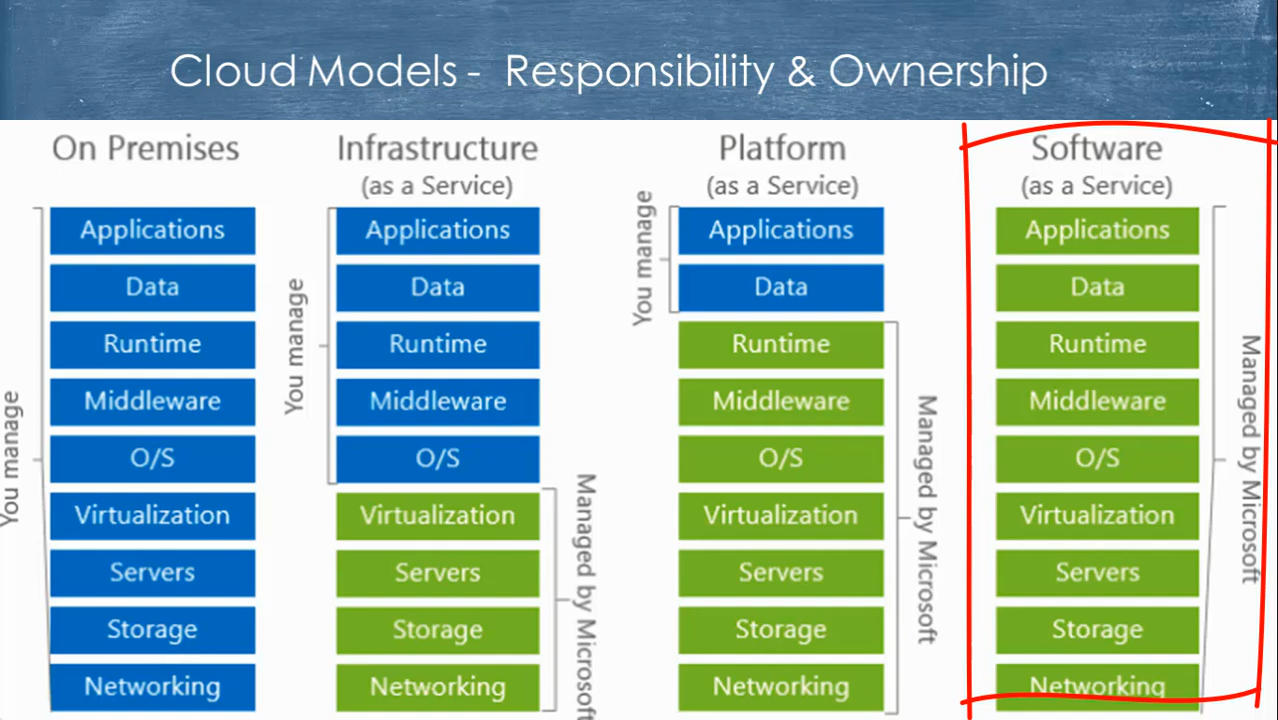 Cloud Models - Responsibility & Ownership
On Premises
Applications
Data
Runtime
Middleware
O/S
Virtualization
Servers
Storage
Networking
You manage
Infrastructure
(as a Service)
Applications
Data
Runtime
Middleware
O/S
Virtualization
Servers
Storage
Networking
You manage
Managed by Microsoft
Platform
(as a Service)
Applications
Data
Runtime
Middleware
O/S
Virtualization
Servers
Storage
Networking
You manage
Managed by Microsoft
Software
(as a Service)
Applications
Data
Runtime
Middleware
O/S
Virtualization
Servers
Storage
Networking
Managed by Microsoft